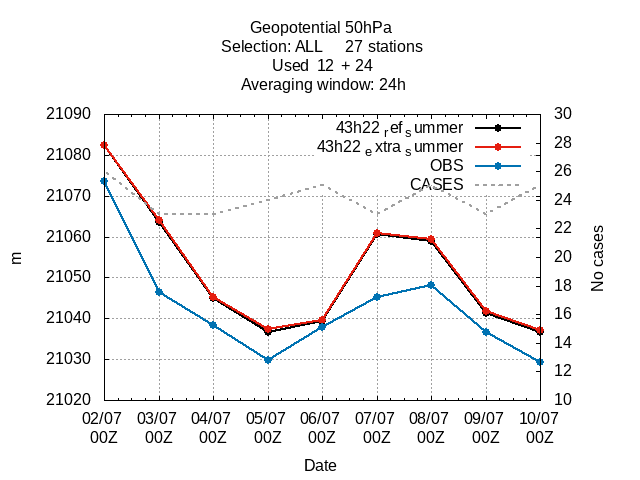 Geopotential 50hPa
Selection: ALL 27 stations
Used 12 + 24
Averaging window: 24h
21090
21080
21070
21060
21050
21040
21030
21020
m
43h22 ref summer
43h22 extra summer
OBS
CASES
30
28
26
24
22
20
18
16
14
12
10
No cases
02/07 03/07 04/07 05/07 06/07 07/07 08/07 09/07 10/07
00Z 00Z 00Z 00Z 00Z 00Z 00Z 00Z 00Z
Date